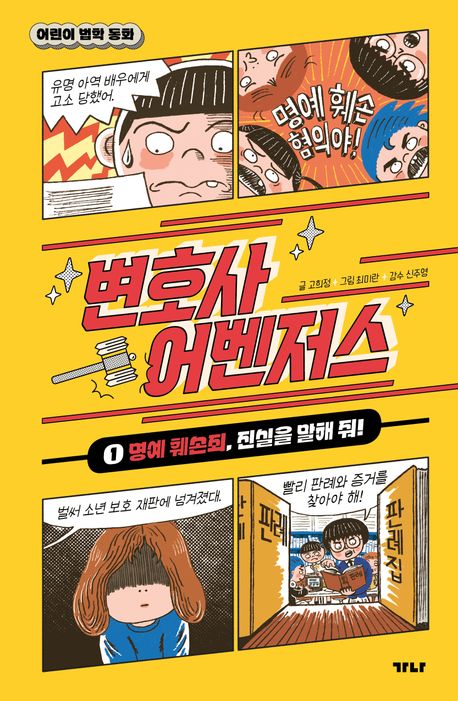 어린이 법학 동화
유명 아역 배우에게
고소 당했어.
명예 훼손
혐의야!
변호사
어벤저스
글 고희정 • 그림 최미란 • 감수 신주영
1 명예 훼손죄, 진실을 말해 줘!
벌써 소년 보호 재판에 넘겨졌대.
빨리 판례와 증거를
찾아야 해!
판례
판례
가나